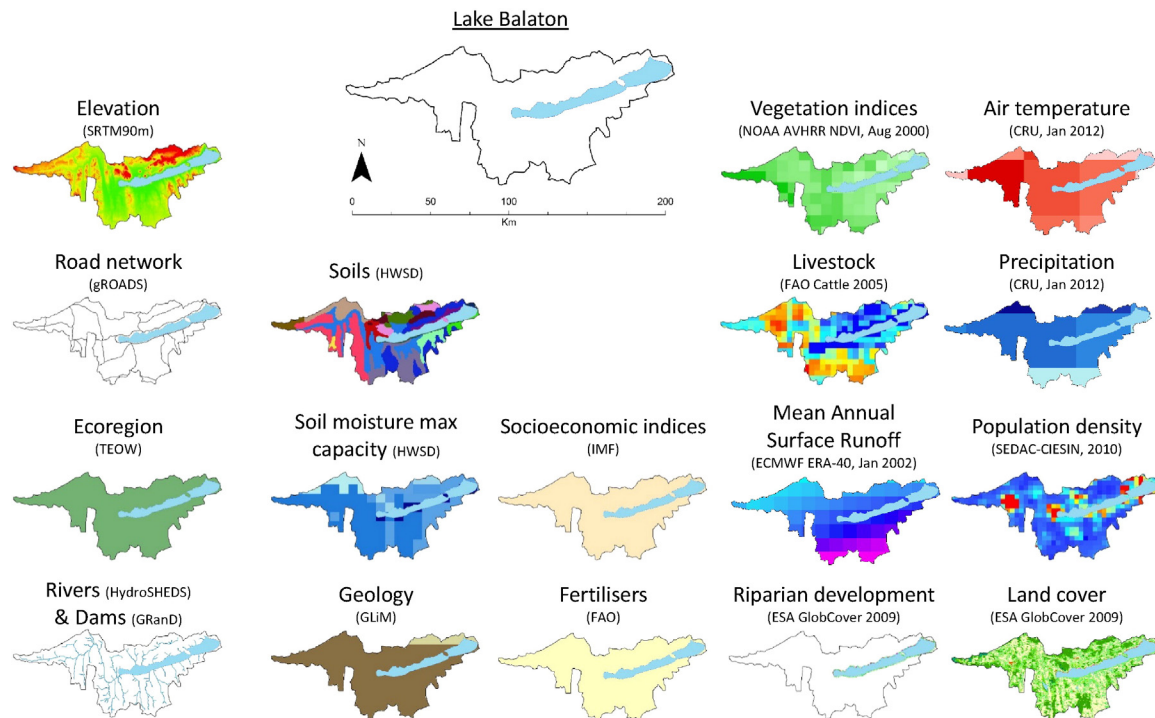 Lake Balaton
N
0
50
100
150
200
Km
Elevation
(SRTM90m)
Vegetation indices
(NOAA AVHRR NDVI, Aug 2000)
Air temperature
(CRU, Jan 2012)
Road network
(gROADS)
Soils (HWSD)
Livestock
(FAO Cattle 2005)
Precipitation
(CRU, Jan 2012)
Ecoregion
(TEOW)
Soil moisture max
capacity (HWSD)
Socioeconomic indices
(IMF)
Mean Annual
Surface Runoff
(ECMWF ERA-40, Jan 2002)
Population density
(SEDAC-CIESIN, 2010)
Rivers (HydroSHEDS)
& Dams (GRanD)
Geology
(GLiM)
Fertilisers
(FAO)
Riparian development
(ESA GlobCover 2009)
Land cover
(ESA GlobCover 2009)